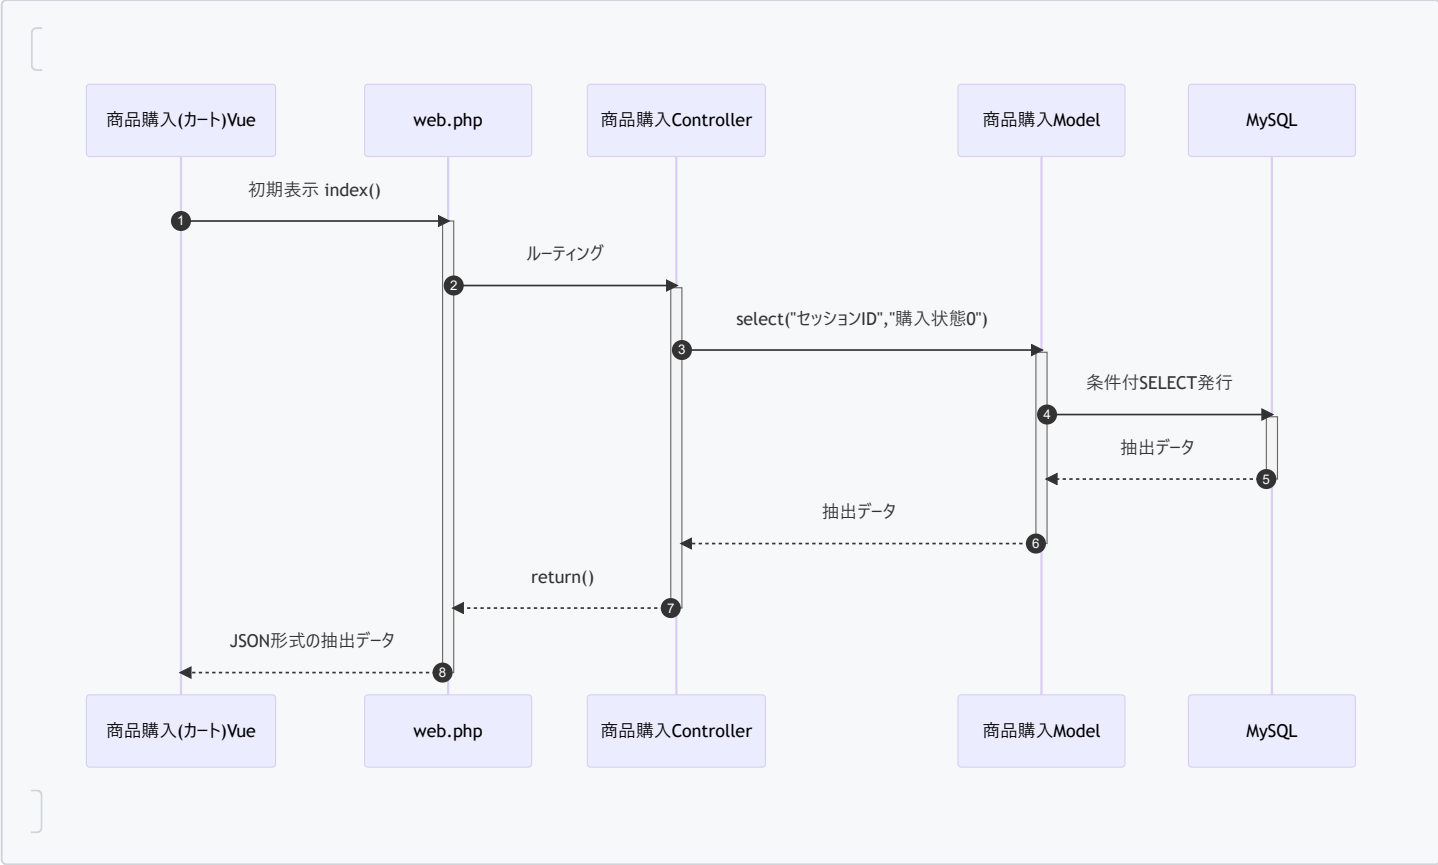 商品購入(カート)Vue
web.php
商品購入Controller
商品購入Model
MySQL
初期表示 index()
1
ルーティング
2
select("セッションID","購入状態0")
3
条件付SELECT発行
4
抽出データ
5
抽出データ
6
return()
7
JSON形式の抽出データ
8
商品購入(カート)Vue
web.php
商品購入Controller
商品購入Model
MySQL